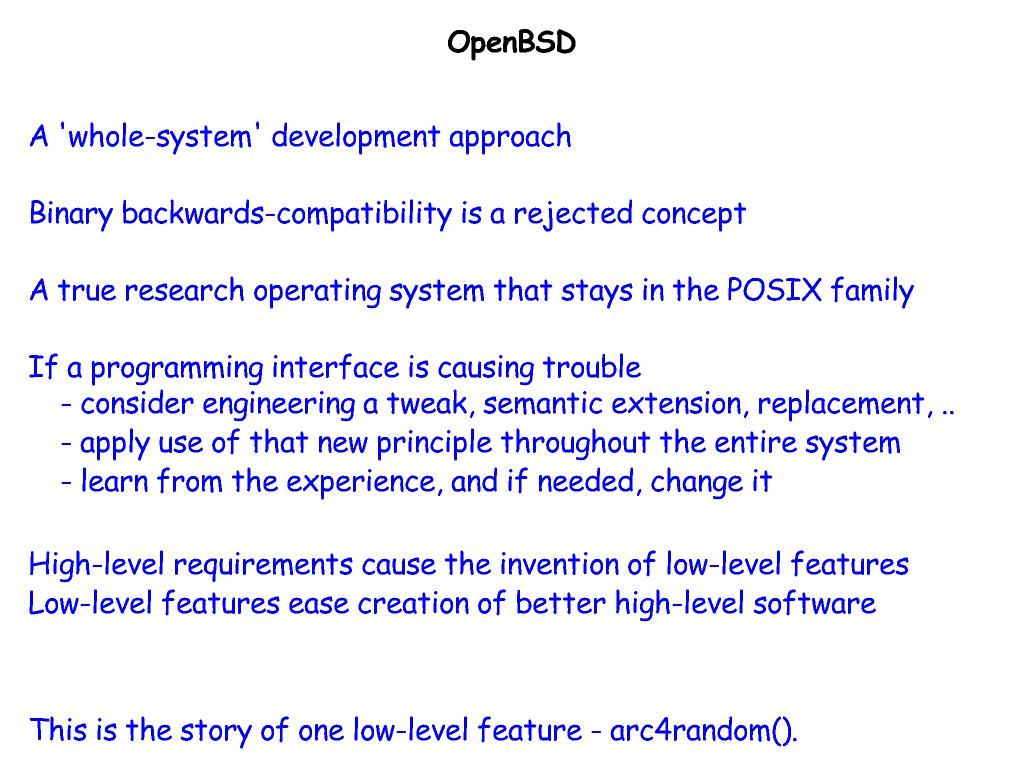 OpenBSD
A 'whole-system' development approach
Binary backwards-compatibility is a rejected concept
A true research operating system that stays in the POSIX family
If a programming interface is causing trouble
- consider engineering a tweak, semantic extension, replacement, ..
- apply use of that new principle throughout the entire system
- learn from the experience, and if needed, change it
High-level requirements cause the invention of low-level features
Low-level features ease creation of better high-level software
This is the story of one low-level feature - arc4random().